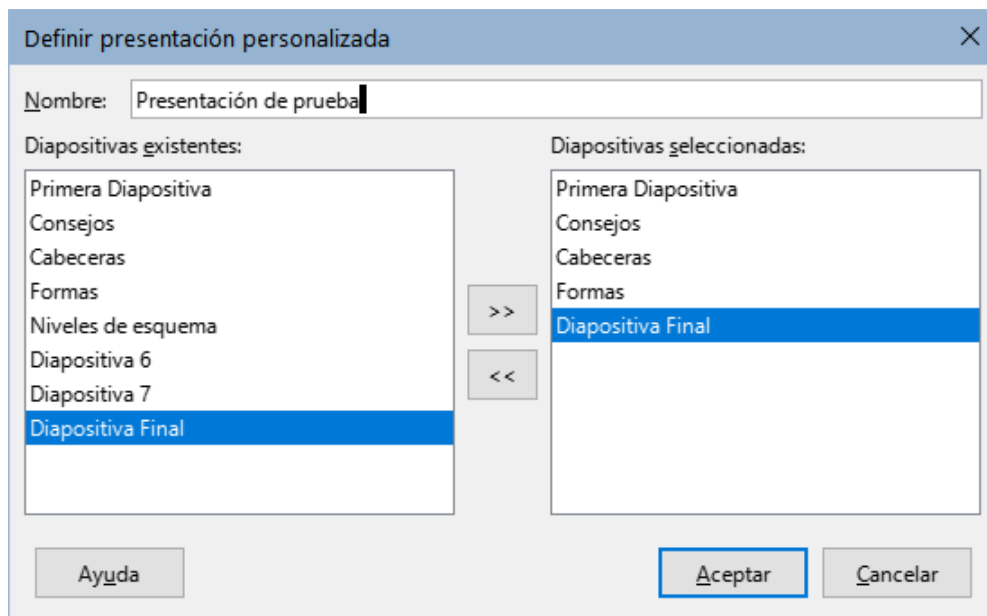 Definir presentación personalizada
Nombre: Presentación de prueba
Diapositivas existentes:
Primera Diapositiva
Consejos
Cabeceras
Formas
Niveles de esquema
Diapositiva 6
Diapositiva 7
Diapositiva Final
>>
<<
Diapositivas seleccionadas:
Primera Diapositiva
Consejos
Cabeceras
Formas
Diapositiva Final
Ayuda
Aceptar
Cancelar